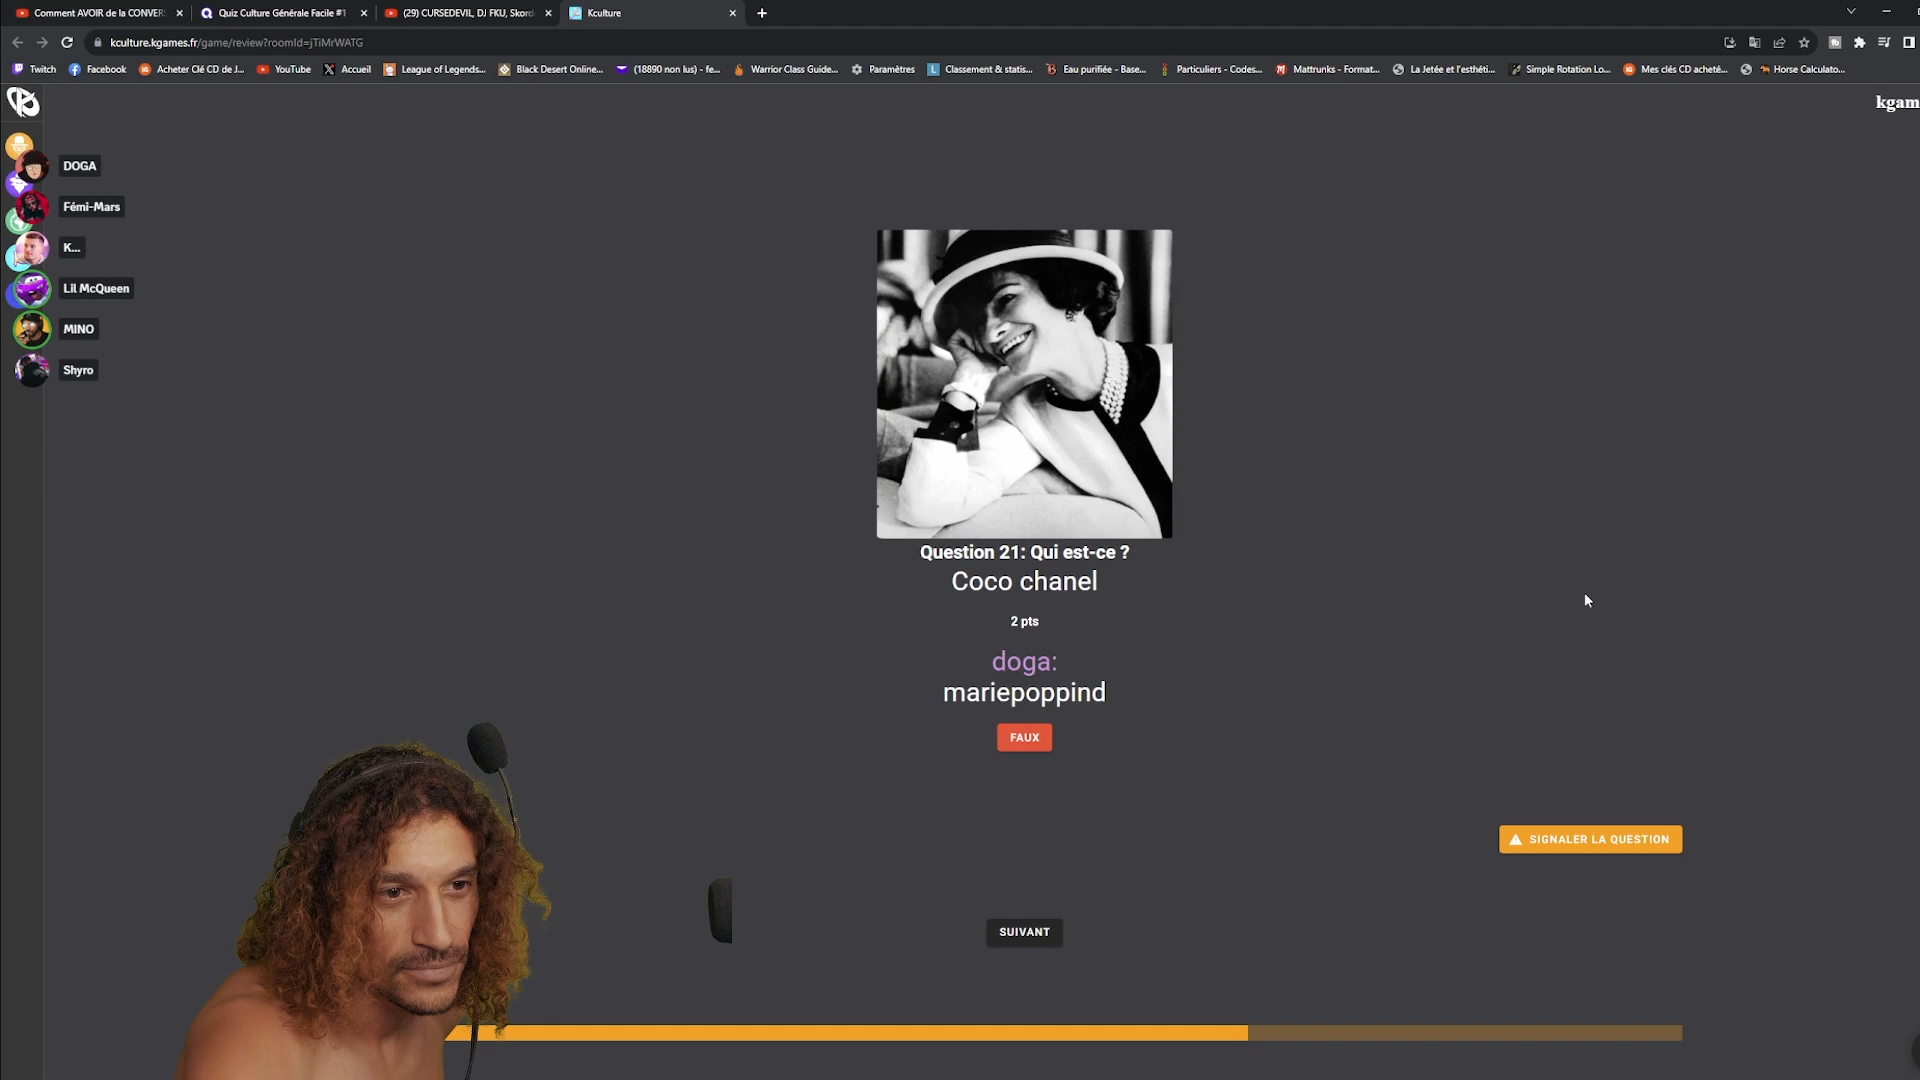 Comment AVOIR de la CONVER
Quiz Culture Générale Facile #1
(29) CURSEDEVIL, DJ FKU, Skord
Kculture
kculture.kgames.fr/game/review?roomId=jTiMrWATG
Twitch
Facebook
Acheter Clé CD de J...
YouTube
Accueil
League of Legends...
Black Desert Online...
(18890 non lus) - fe...
Warrior Class Guide...
Paramètres
Classement & statis...
Eau purifiée - Base...
Particuliers - Codes...
Mattrunks - Format...
La Jetée et l'esthéti...
Simple Rotation Lo...
Mes clés CD acheté...
Horse Calculato...
kgam
DOGA
Fémi-Mars
K...
Lil McQueen
MINO
Shyro
Question 21: Qui est-ce ?
Coco chanel
2 pts
doga:
mariepoppind
FAUX
SIGNALER LA QUESTION
SUIVANT